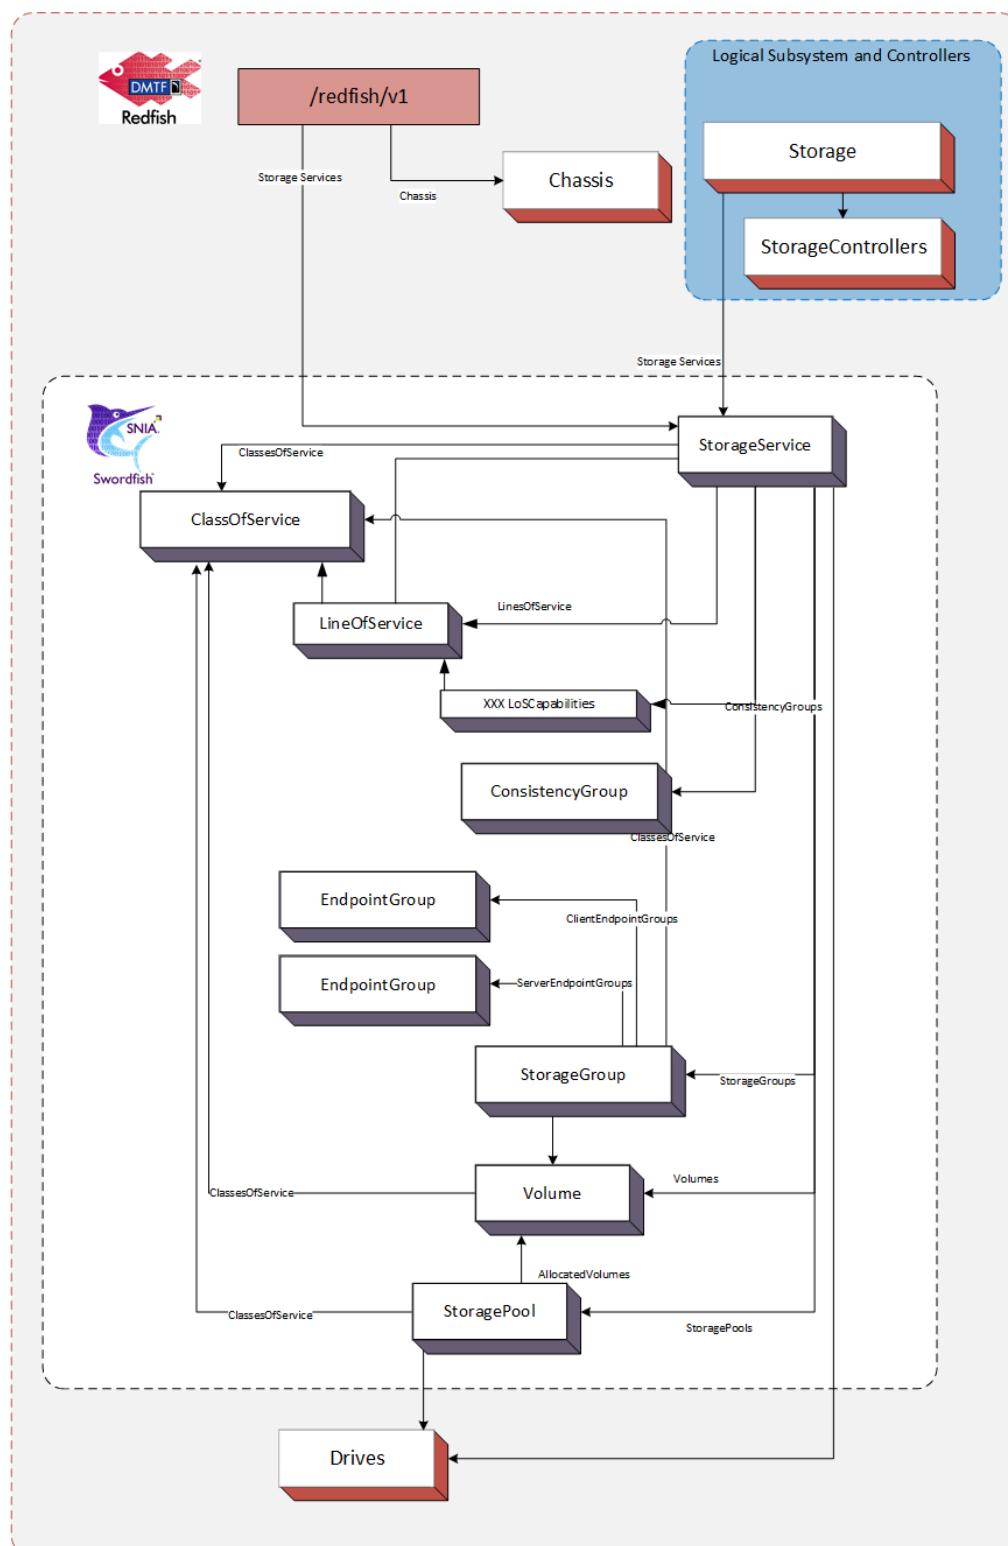 Logical Subsystem and Controllers
DMTF
Redfish
/redfish/v1
Storage
Storage Services
Chassis
Chassis
StorageControllers
Storage Services
SNIA
Swordfish
StorageService
ClassesOfService
ClassOfService
LinesOfService
LineOfService
XXX LoSCapabilities
ConsistencyGroups
ConsistencyGroup
ClassesOfService
EndpointGroup
ClientEndpointGroups
EndpointGroup
ServerEndpointGroups
StorageGroup
StorageGroups
Volumes
ClassesOfService
Volume
AllocatedVolumes
ClassesOfService
StoragePool
StoragePools
Drives